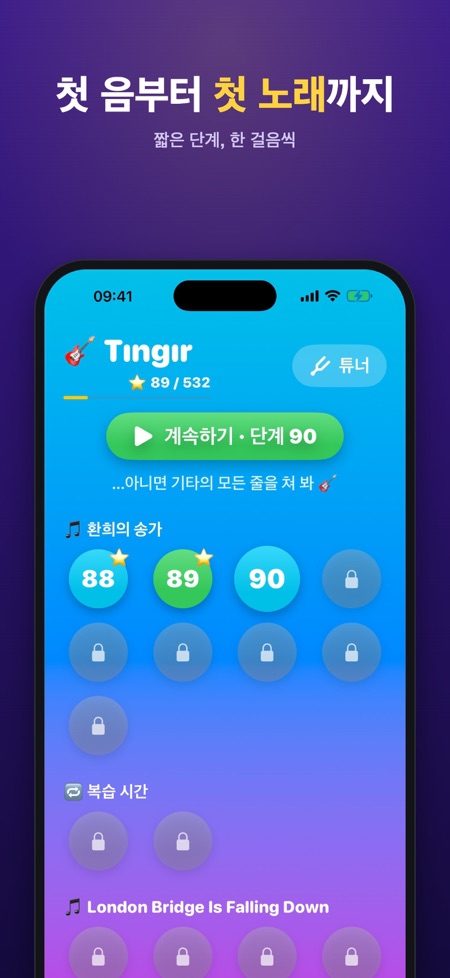 첫 음부터 첫 노래까지
짧은 단계, 한 걸음씩
09:41
Tıngır
89 / 532
튜너
계속하기 • 단계 90
...아니면 기타의 모든 줄을 쳐 봐
환희의 송가
88 89 90
복습 시간
London Bridge Is Falling Down